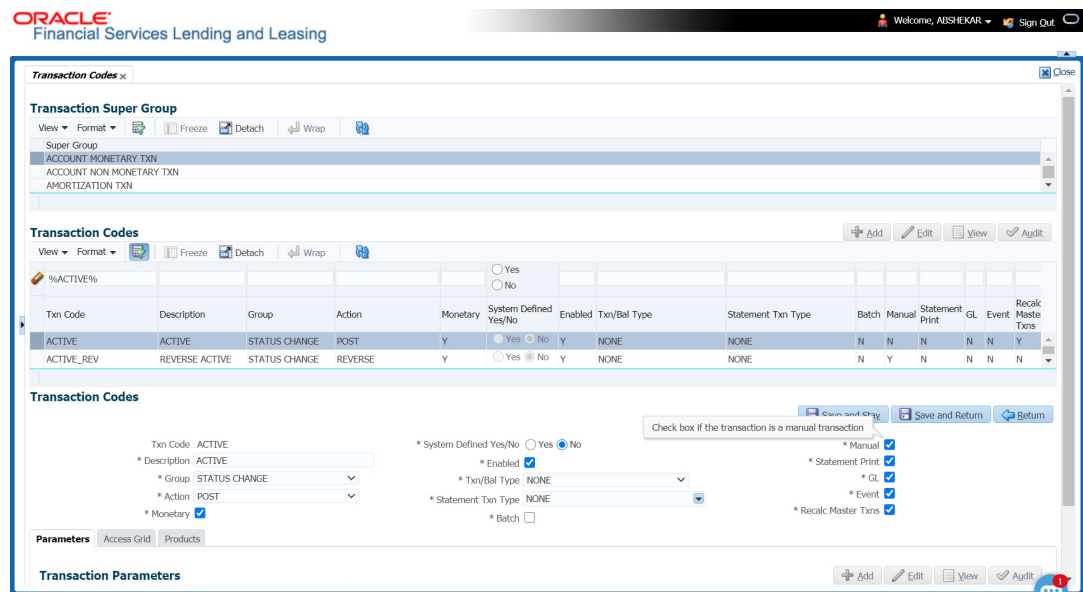 ORACLE
Financial Services Lending and Leasing
Welcome, ABSHEKAR
Sign Out
Transaction Codes x
Close
Transaction Super Group
View Format Freeze Detach Wrap
Super Group
ACCOUNT MONETARY TXN
ACCOUNT NON MONETARY TXN
AMORTIZATION TXN
Transaction Codes
Add Edit View Audit
View Format Freeze Detach Wrap
%ACTIVE%
Yes
No
Txn Code Description Group Action Monetary System Defined Yes/No Enabled Txn/Bal Type Statement Txn Type Batch Manual Statement Print GL Event Recalc Maste Txns
ACTIVE ACTIVE STATUS CHANGE POST Y Yes No Y NONE NONE N N N N N Y
ACTIVE_REV REVERSE ACTIVE STATUS CHANGE REVERSE Y Yes No Y NONE NONE N Y N N N N
Transaction Codes
Save and Stay Save and Return Return
Check box if the transaction is a manual transaction
Txn Code ACTIVE
* Description ACTIVE
* Group STATUS CHANGE
* Action POST
* Monetary
* System Defined Yes/No Yes No
* Enabled
* Txn/Bal Type NONE
* Statement Txn Type NONE
* Batch
* Manual
* Statement Print
* GL
* Event
* Recalc Master Txns
Parameters Access Grid Products
Transaction Parameters
Add Edit View Audit
1